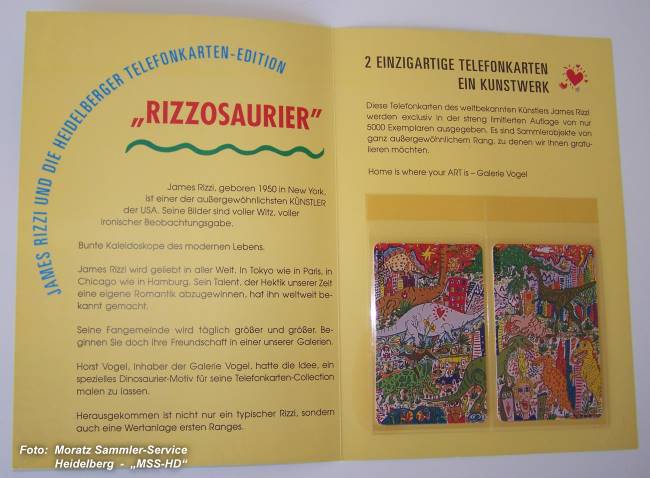 JAMES RIZZI UND DIE HEIDELBERGER TELEFONKARTEN-EDITION
„RIZZOSAURIER"
James Rizzi, geboren 1950 in New York,
ist einer der außergewöhnlichsten KÜNSTLER
der USA. Seine Bilder sind voller Witz, voller
ironischer Beobachtungsgabe.
Bunte Kaleidoskope des modernen Lebens.
James Rizzi wird geliebt in aller Welt. In Tokyo wie in Paris, in
Chicago wie in Hamburg. Sein Talent, der Hektik unserer Zeit
eine eigene Romantik abzugewinnen, hat ihn weltweit be-
kannt gemacht.
Seine Fangemeinde wird täglich größer und größer. Be-
ginnen Sie doch Ihre Freundschaft in einer unserer Galerien.
Horst Vogel, Inhaber der Galerie Vogel, hatte die Idee, ein
spezielles Dinosaurier-Motiv für seine Telefonkarten-Collection
malen zu lassen.
Herausgekommen ist nicht nur ein typischer Rizzi, sondern
auch eine Wertanlage ersten Ranges.
2 EINZIGARTIGE TELEFONKARTEN
EIN KUNSTWERK
Diese Telefonkarten des weltbekannten Künstlers James Rizzi
werden exclusiv in der streng limitierten Auflage von nur
5000 Exemplaren ausgegeben. Es sind Sammlerobjekte von
ganz außergewöhnlichem Rang, zu denen wir Ihnen gratu-
lieren möchten.
Home is where your ART is – Galerie Vogel
Foto: Moratz Sammler-Service
Heidelberg - „MSS-HD"